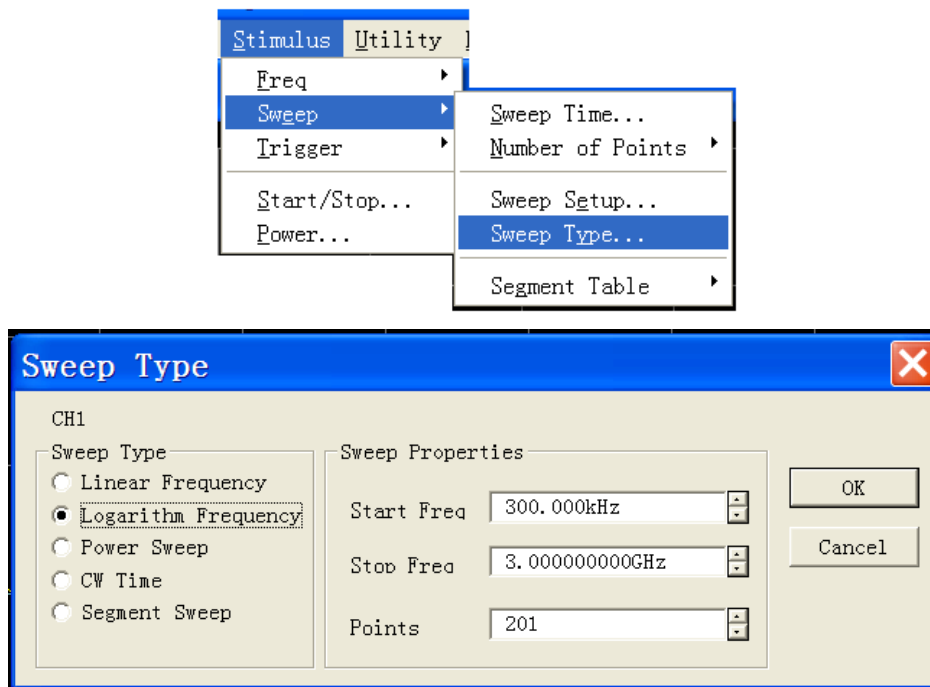 Stimulus Utility
Freq
Sweep
Trigger
Start/Stop...
Power...
Sweep Time...
Number of Points
Sweep Setup...
Sweep Type...
Segment Table
Sweep Type
CH1
Sweep Type
Linear Frequency
Logarithm Frequency
Power Sweep
CW Time
Segment Sweep
Sweep Properties
Start Freq 300.000kHz
Stop Freq 3.000000000GHz
Points 201
OK
Cancel